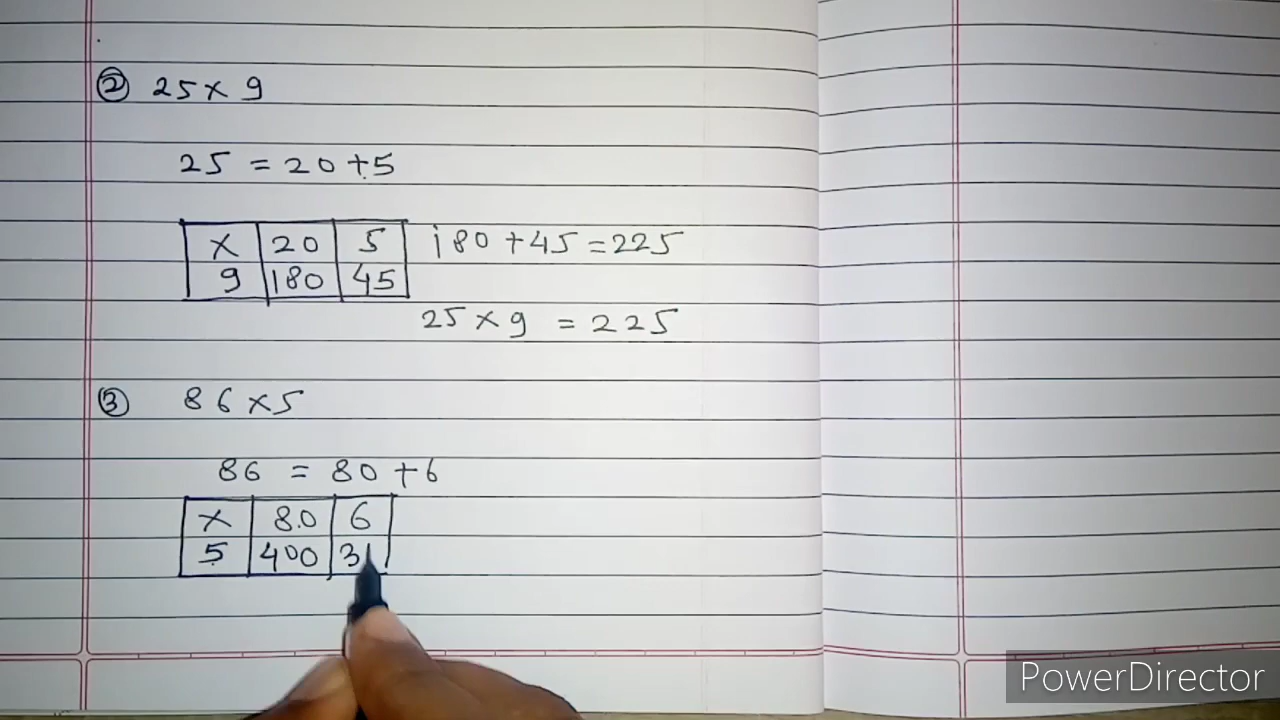 ② 25 × 9
25 = 20 + 5
× 20 5 180 + 45 = 225
9 180 45
25 × 9 = 225
③ 86 × 5
86 = 80 + 6
× 80 6
5 400 3
PowerDirector